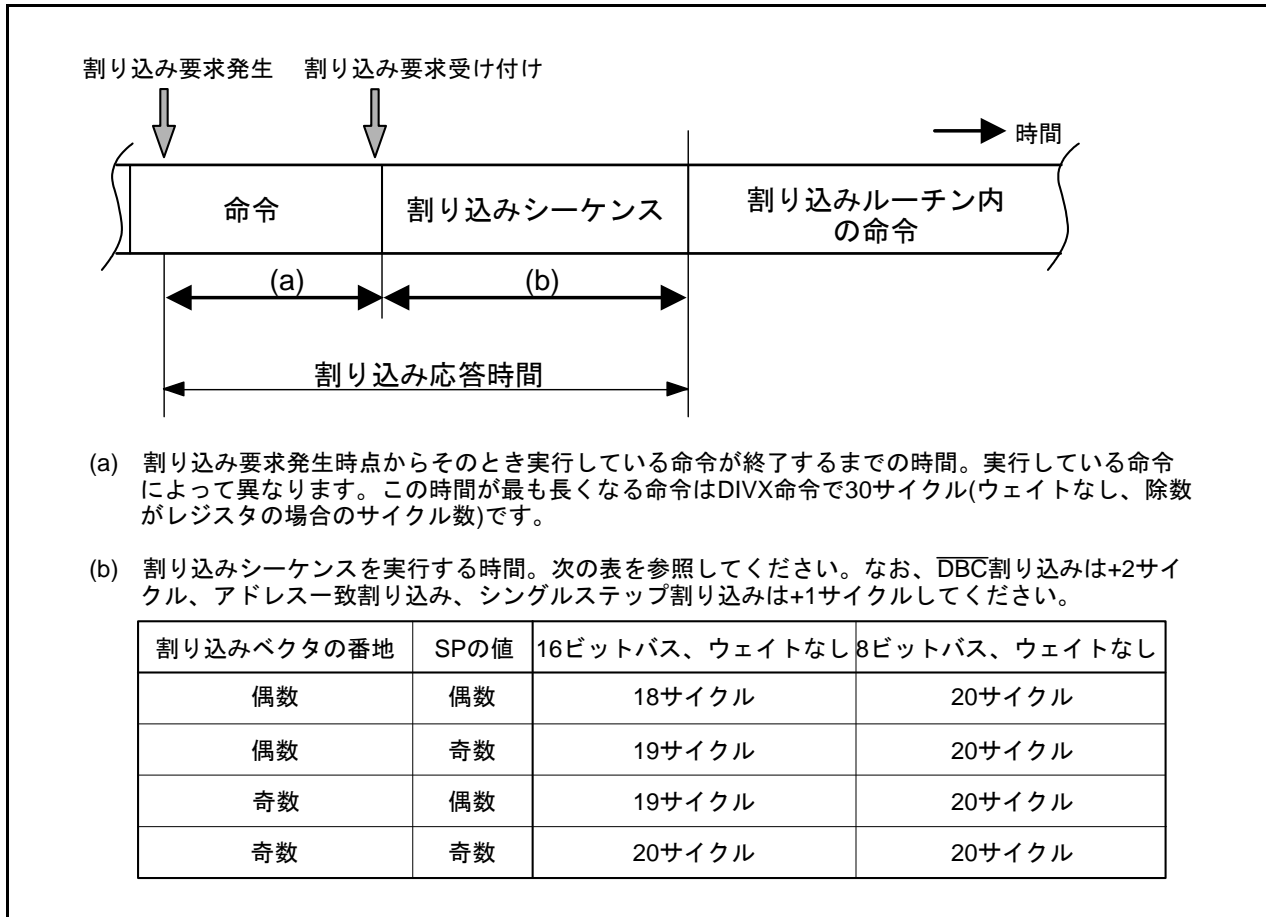 割り込み要求発生 割り込み要求受け付け
時間
命令 割り込みシーケンス 割り込みルーチン内
の命令
(a) (b)
割り込み応答時間
(a) 割り込み要求発生時点からそのとき実行している命令が終了するまでの時間。実行している命令
によって異なります。この時間が最も長くなる命令はDIVX命令で30サイクル(ウェイトなし、除数
がレジスタの場合のサイクル数)です。
(b) 割り込みシーケンスを実行する時間。次の表を参照してください。なお、DBC割り込みは+2サイ
クル、アドレス一致割り込み、シングルステップ割り込みは+1サイクルしてください。
割り込みベクタの番地 SPの値 16ビットバス、ウェイトなし 8ビットバス、ウェイトなし
偶数 偶数 18サイクル 20サイクル
偶数 奇数 19サイクル 20サイクル
奇数 偶数 19サイクル 20サイクル
奇数 奇数 20サイクル 20サイクル